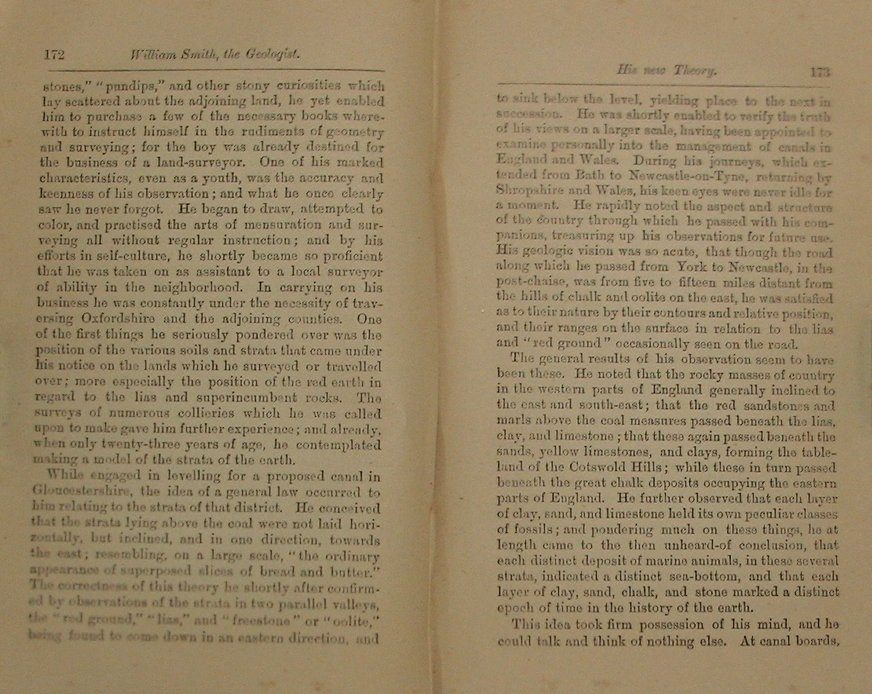 172 William Smith, the Geologist.
stones," "pundips," and other stony curiosities which
lay scattered about the adjoining land, he yet enabled
him to purchase a few of the necessary books where-
with to instruct himself in the rudiments of geometry
and surveying; for the boy was already destined for
the business of a land-surveyor. One of his marked
characteristics, even as a youth, was the accuracy and
keenness of his observation; and what he once clearly
saw he never forgot. He began to draw, attempted to
color, and practised the arts of mensuration and sur-
veying all without regular instruction; and by his
efforts in self-culture, he shortly became so proficient
that he was taken on as assistant to a local surveyor
of ability in the neighborhood. In carrying on his
business he was constantly under the necessity of trav-
ersing Oxfordshire and the adjoining counties. One
of the first things he seriously pondered over was the
position of the various soils and strata that came under
his notice on the lands which he surveyed or travelled
over; more especially the position of the red earth in
regard to the lias and superincumbent rocks. The
surveys of numerous collieries which he was called
upon to make gave him further experience; and already,
when only twenty-three years of age, he contemplated
making a model of the strata of the earth.
While engaged in levelling for a proposed canal in
Gloucestershire, the idea of a general law occurred to
him relating to the strata of that district. He conceived
that the strata lying above the coal were not laid hori-
zontally, but inclined, and in one direction, towards
the east; resembling, on a large scale, "the ordinary
appearance of superposed slices of bread and butter."
The correctness of this theory he shortly after confirm-
ed by observations of the strata in two parallel valleys,
the "red ground," "lias," and "freestone" or "oolite,"
being found to come down in an eastern direction, and
His new Theory. 173
to sink below the level, yielding place to the next in
succession. He was shortly enabled to verify the truth
of his views on a larger scale, having been appointed to
examine personally into the management of canals in
England and Wales. During his journeys, which ex-
tended from Bath to Newcastle-on-Tyne, returning by
Shropshire and Wales, his keen eyes were never idle for
a moment. He rapidly noted the aspect and structure
of the country through which he passed with his com-
panions, treasuring up his observations for future use.
His geologic vision was so acute, that though the road
along which he passed from York to Newcastle, in the
post-chaise, was from five to fifteen miles distant from
the hills of chalk and oolite on the east, he was satisfied
as to their nature by their contours and relative position,
and their ranges on the surface in relation to the lias
and "red ground" occasionally seen on the road.
The general results of his observation seem to have
been these. He noted that the rocky masses of country
in the western parts of England generally inclined to
the east and south-east; that the red sandstones and
marls above the coal measures passed beneath the lias,
clay, and limestone; that these again passed beneath the
sands, yellow limestones, and clays, forming the table-
land of the Cotswold Hills; while these in turn passed
beneath the great chalk deposits occupying the eastern
parts of England. He further observed that each layer
of clay, sand, and limestone held its own peculiar classes
of fossils; and pondering much on these things, he at
length came to the then unheard-of conclusion, that
each distinct deposit of marine animals, in these several
strata, indicated a distinct sea-bottom, and that each
layer of clay, sand, chalk, and stone marked a distinct
epoch of time in the history of the earth.
This idea took firm possession of his mind, and he
could talk and think of nothing else. At canal boards,